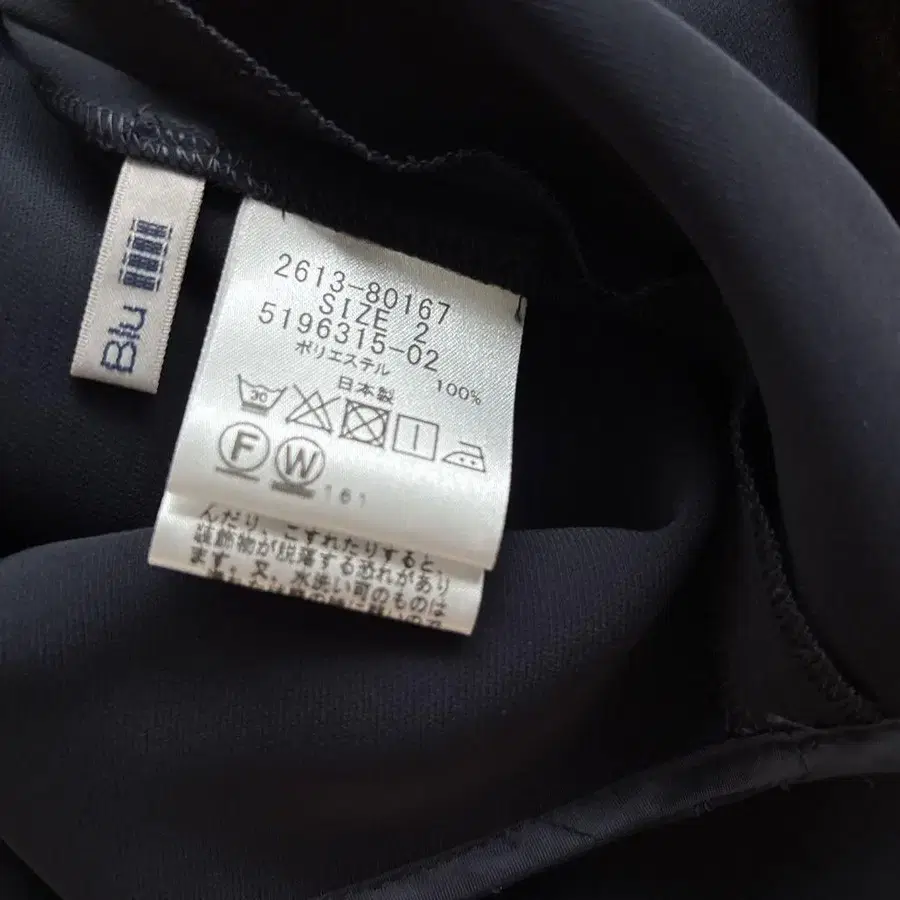 Blu
2613-80167
SIZE 2
5196315-02
ポリエステル 100%
日本製
30
F W 161
んだり、こすれたりすると
飾物が脱落する恐れがあり
ます。又、水洗い可のものは